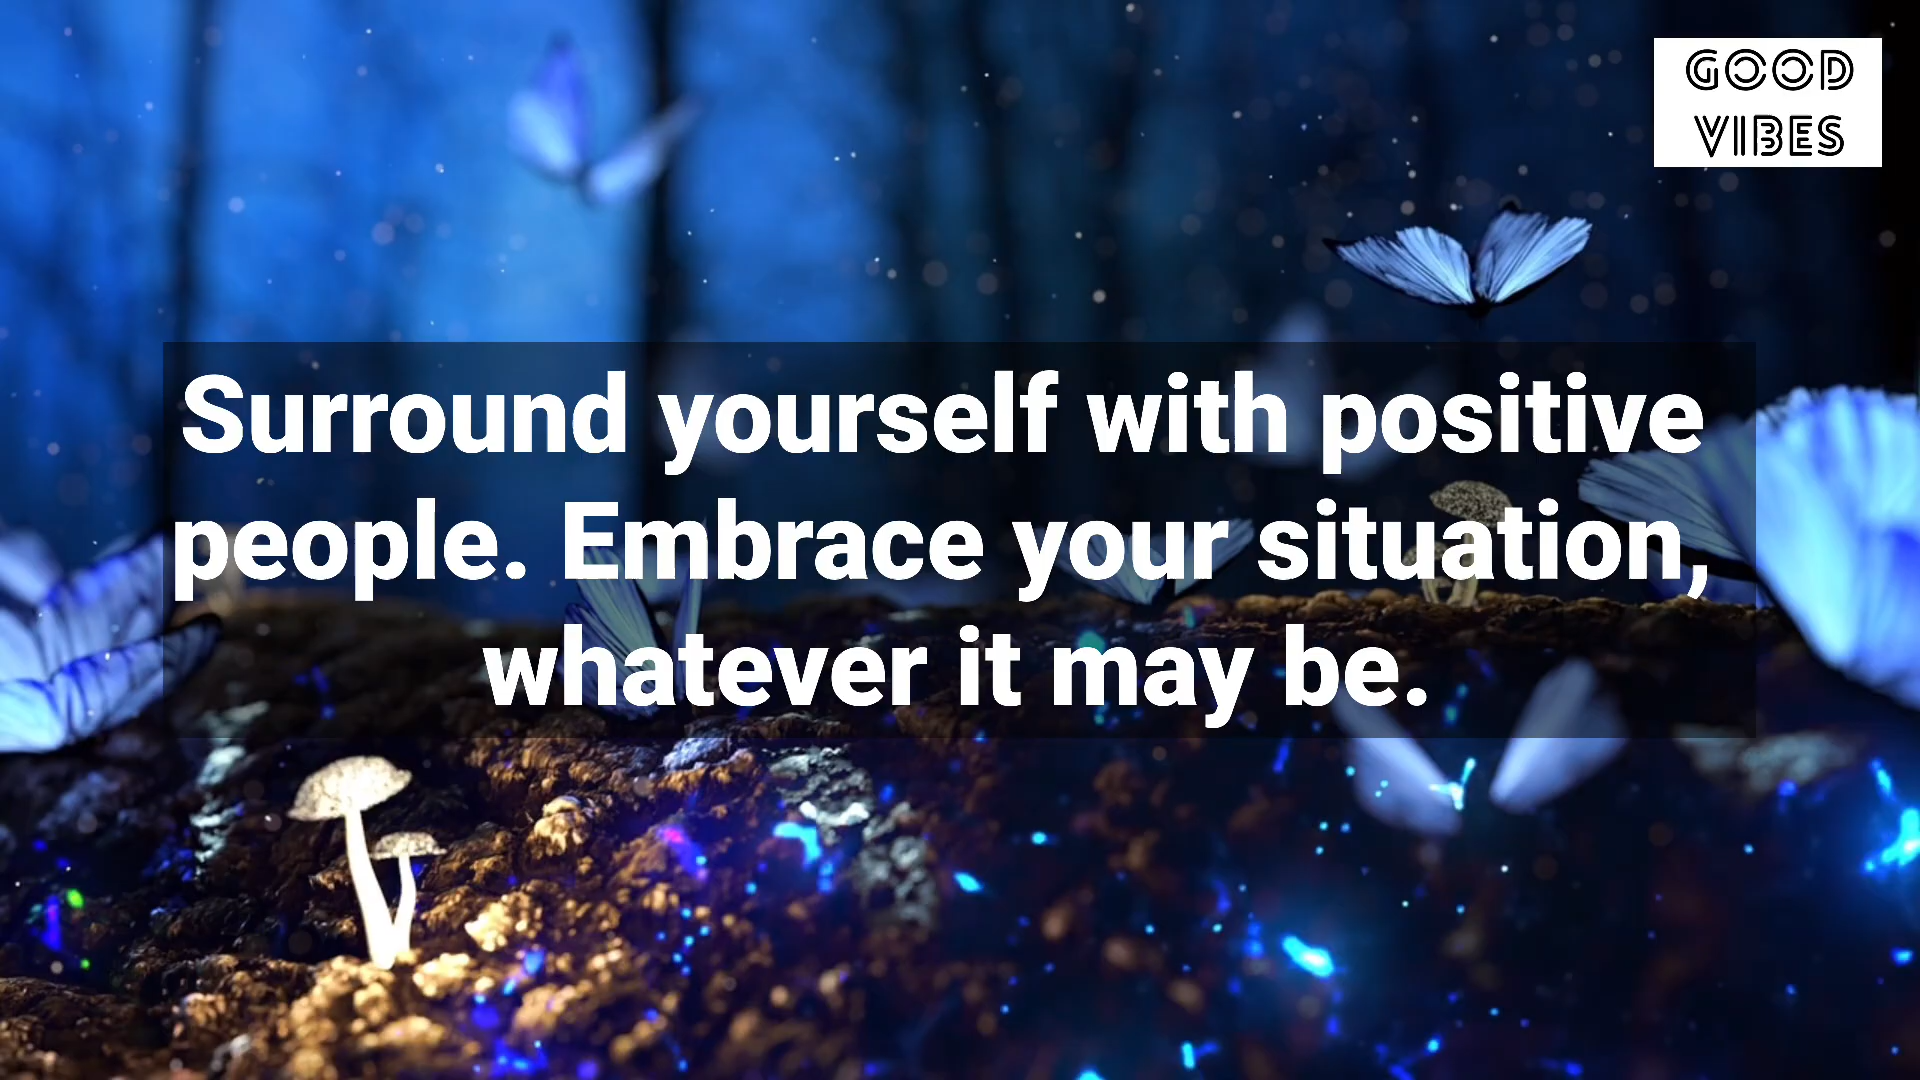 GOOD
VIBES
Surround yourself with positive
people. Embrace your situation,
whatever it may be.